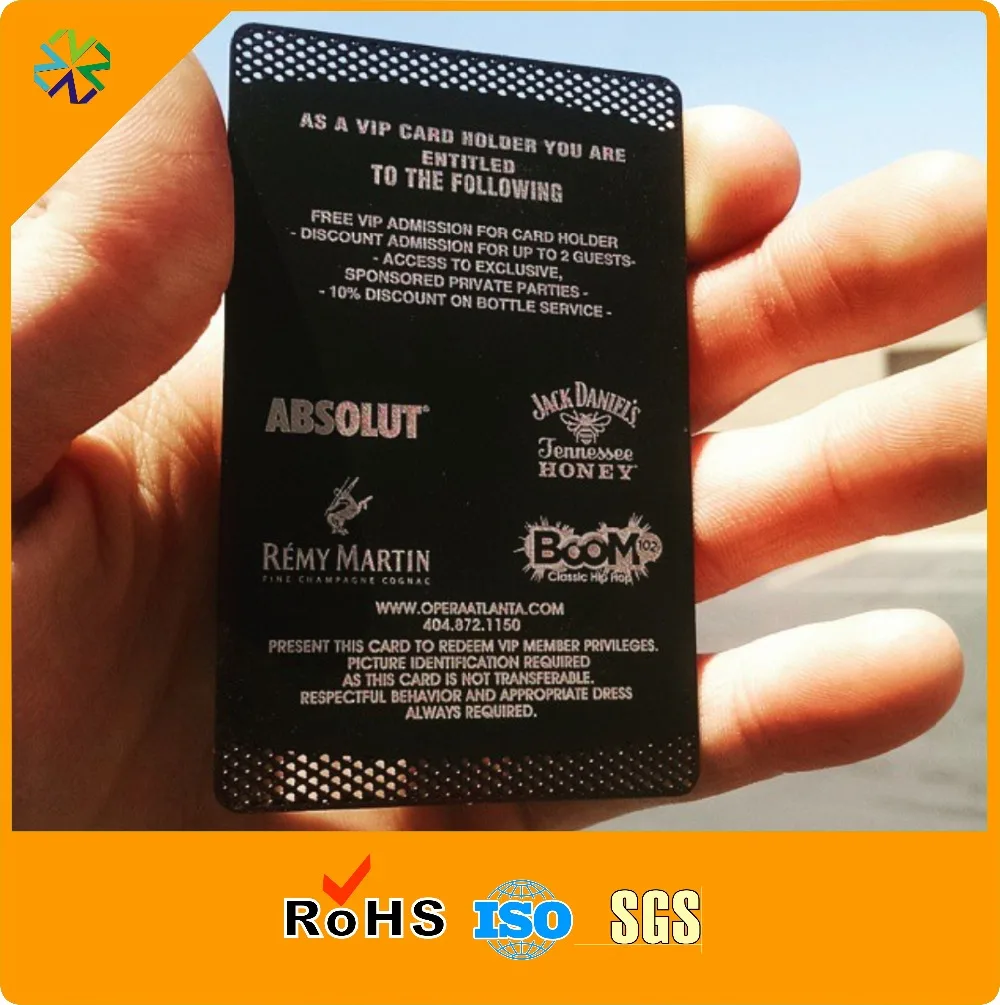 AS A VIP CARD HOLDER YOU ARE
ENTITLED
TO THE FOLLOWING
FREE VIP ADMISSION FOR CARD HOLDER
- DISCOUNT ADMISSION FOR UP TO 2 GUESTS-
- ACCESS TO EXCLUSIVE,
SPONSORED PRIVATE PARTIES -
- 10% DISCOUNT ON BOTTLE SERVICE -
ABSOLUT
JACK DANIEL'S
Tennessee
HONEY
RÉMY MARTIN
FINE CHAMPAGNE COGNAC
BOOM 102
Classic Hip Hop
WWW.OPERAATLANTA.COM
404.872.1150
PRESENT THIS CARD TO REDEEM VIP MEMBER PRIVILEGES.
PICTURE IDENTIFICATION REQUIRED
AS THIS CARD IS NOT TRANSFERABLE.
RESPECTFUL BEHAVIOR AND APPROPRIATE DRESS
ALWAYS REQUIRED.
RoHS ISO SGS